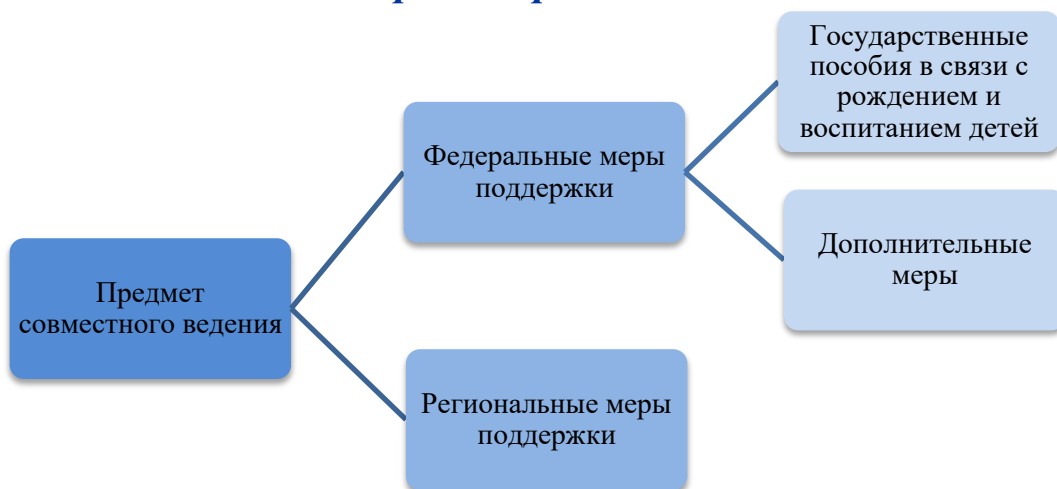 Предмет
совместного ведения
Федеральные меры
поддержки
Региональные меры
поддержки
Государственные
пособия в связи с
рождением и
воспитанием детей
Дополнительные
меры